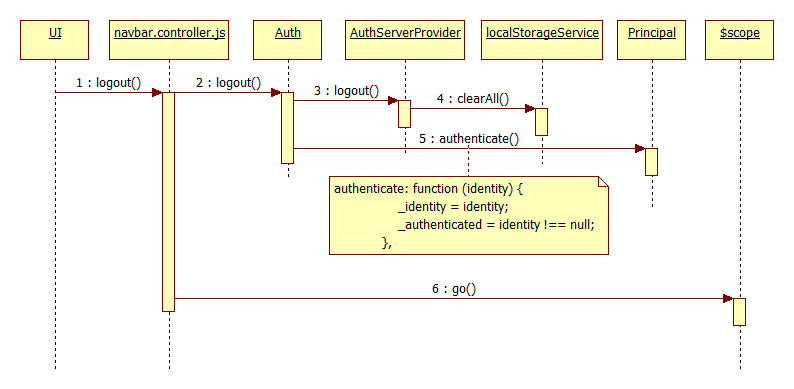 UI
navbar.controller.js
Auth
AuthServerProvider
localStorageService
Principal
$scope
1 : logout()
2 : logout()
3 : logout()
4 : clearAll()
5 : authenticate()
authenticate: function (identity) {
_identity = identity;
_authenticated = identity !== null;
},
6 : go()